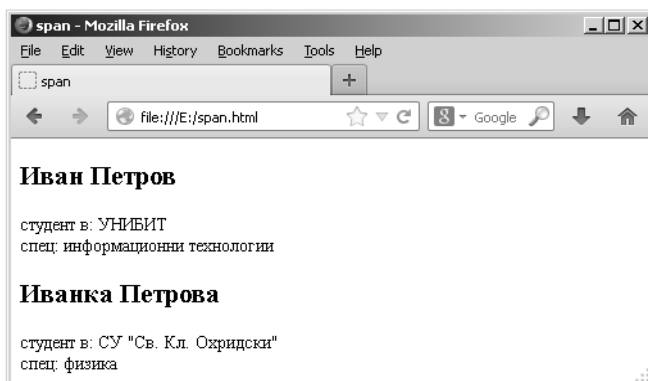 span - Mozilla Firefox
File Edit View History Bookmarks Tools Help
span +
file:///E:/span.html 8 Google
Иван Петров
студент в: УНИБИТ
спец: информационни технологии
Иванка Петрова
студент в: СУ "Св. Кл. Охридски"
спец: физика